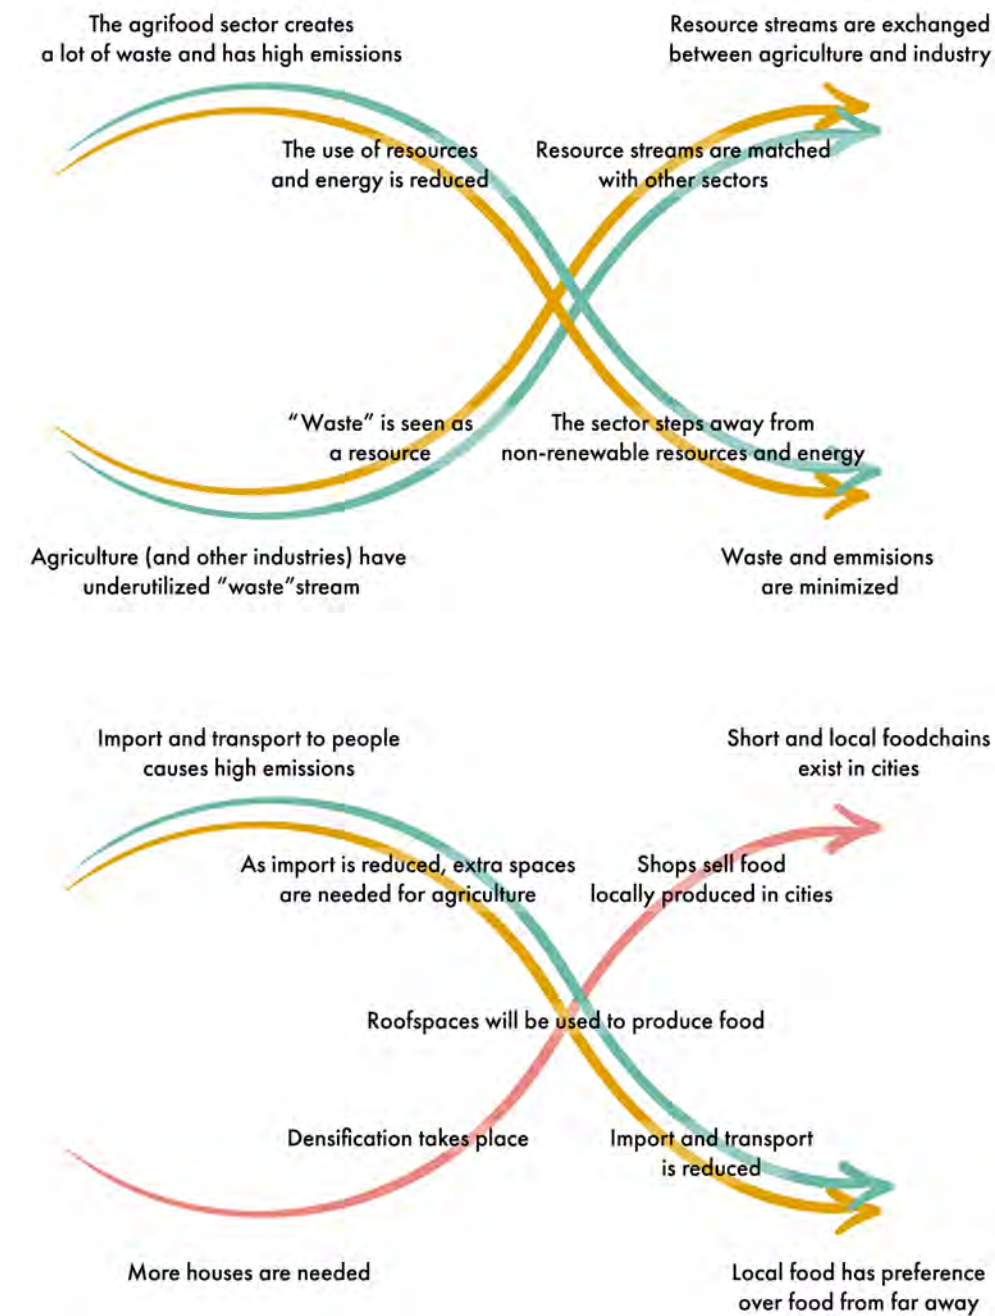 The agrifood sector creates
a lot of waste and has high emissions
Resource streams are exchanged
between agriculture and industry
The use of resources
and energy is reduced
Resource streams are matched
with other sectors
“Waste” is seen as
a resource
The sector steps away from
non-renewable resources and energy
Agriculture (and other industries) have
underutilized “waste”stream
Waste and emmisions
are minimized
Import and transport to people
causes high emissions
Short and local foodchains
exist in cities
As import is reduced, extra spaces
are needed for agriculture
Shops sell food
locally produced in cities
Roofspaces will be used to produce food
Densification takes place
Import and transport
is reduced
More houses are needed
Local food has preference
over food from far away